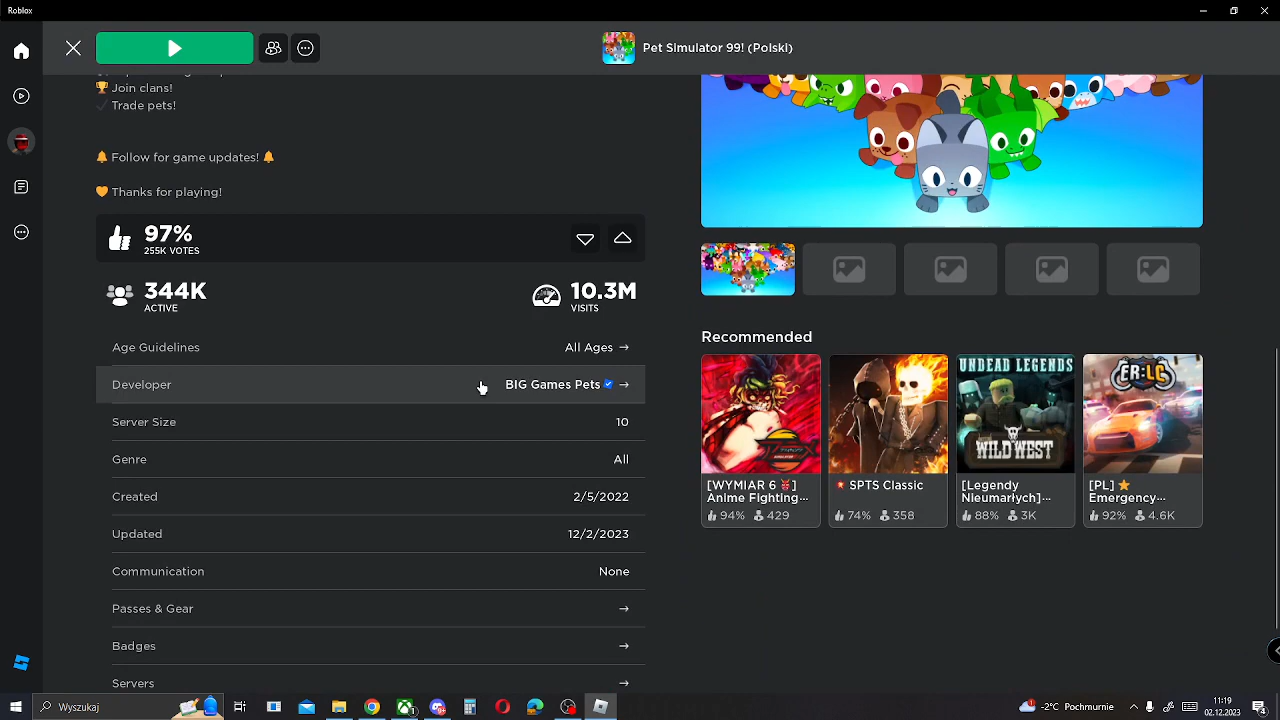 Roblox
Pet Simulator 99! (Polski)
Join clans!
Trade pets!
Follow for game updates!
Thanks for playing!
97%
255K VOTES
344K
ACTIVE
10.3M
VISITS
Age Guidelines All Ages
Developer BIG Games Pets
Server Size 10
Genre All
Created 2/5/2022
Updated 12/2/2023
Communication None
Passes & Gear
Badges
Servers
Recommended
[WYMIAR 6 👹]
Anime Fighting...
94% 429
SPTS Classic
74% 358
UNDEAD LEGENDS
WILD WEST
[Legendy
Nieumarłych]...
88% 3K
ER:LC
[PL] ⭐
Emergency...
92% 4.6K
Wyszukaj
-2°C Pochmurnie
11:19
02.12.2023